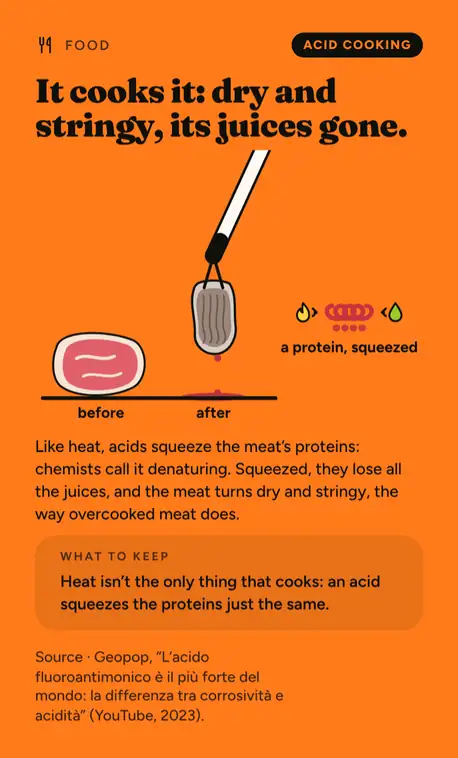 FOOD
ACID COOKING
It cooks it: dry and
stringy, its juices gone.
a protein, squeezed
before
after
Like heat, acids squeeze the meat’s proteins:
chemists call it denaturing. Squeezed, they lose all
the juices, and the meat turns dry and stringy, the
way overcooked meat does.
WHAT TO KEEP
Heat isn’t the only thing that cooks: an acid
squeezes the proteins just the same.
Source · Geopop, “L’acido
fluoroantimonico è il più forte del
mondo: la differenza tra corrosività e
acidità” (YouTube, 2023).